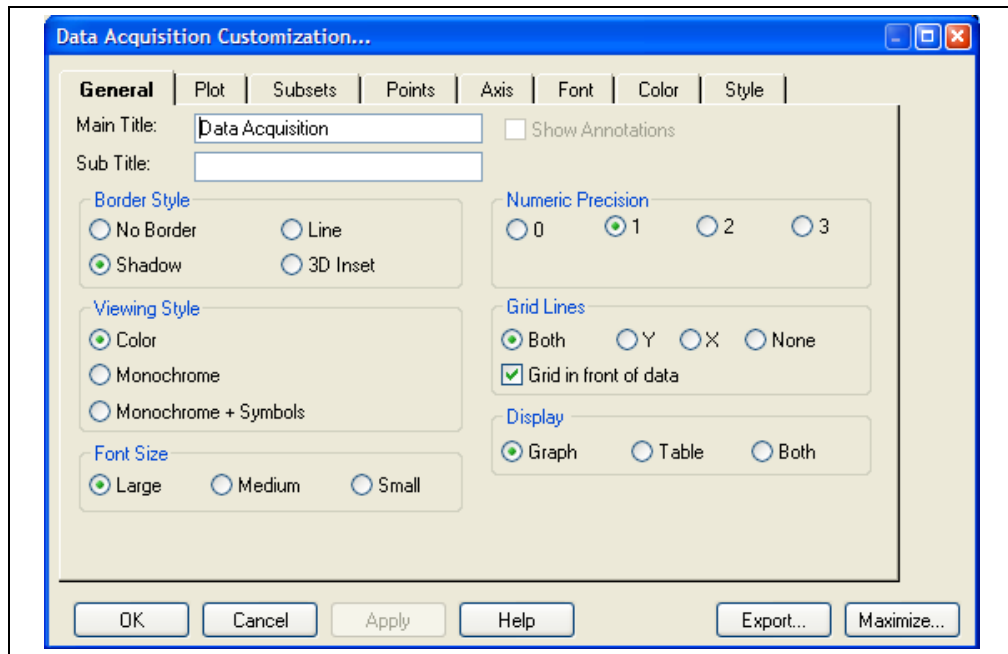 Data Acquisition Customization...
General Plot Subsets Points Axis Font Color Style
Main Title: Data Acquisition Show Annotations
Sub Title:
Border Style
No Border Line
Shadow 3D Inset
Numeric Precision
0 1 2 3
Viewing Style
Color
Monochrome
Monochrome + Symbols
Grid Lines
Both Y X None
Grid in front of data
Font Size
Large Medium Small
Display
Graph Table Both
OK Cancel Apply Help Export... Maximize...